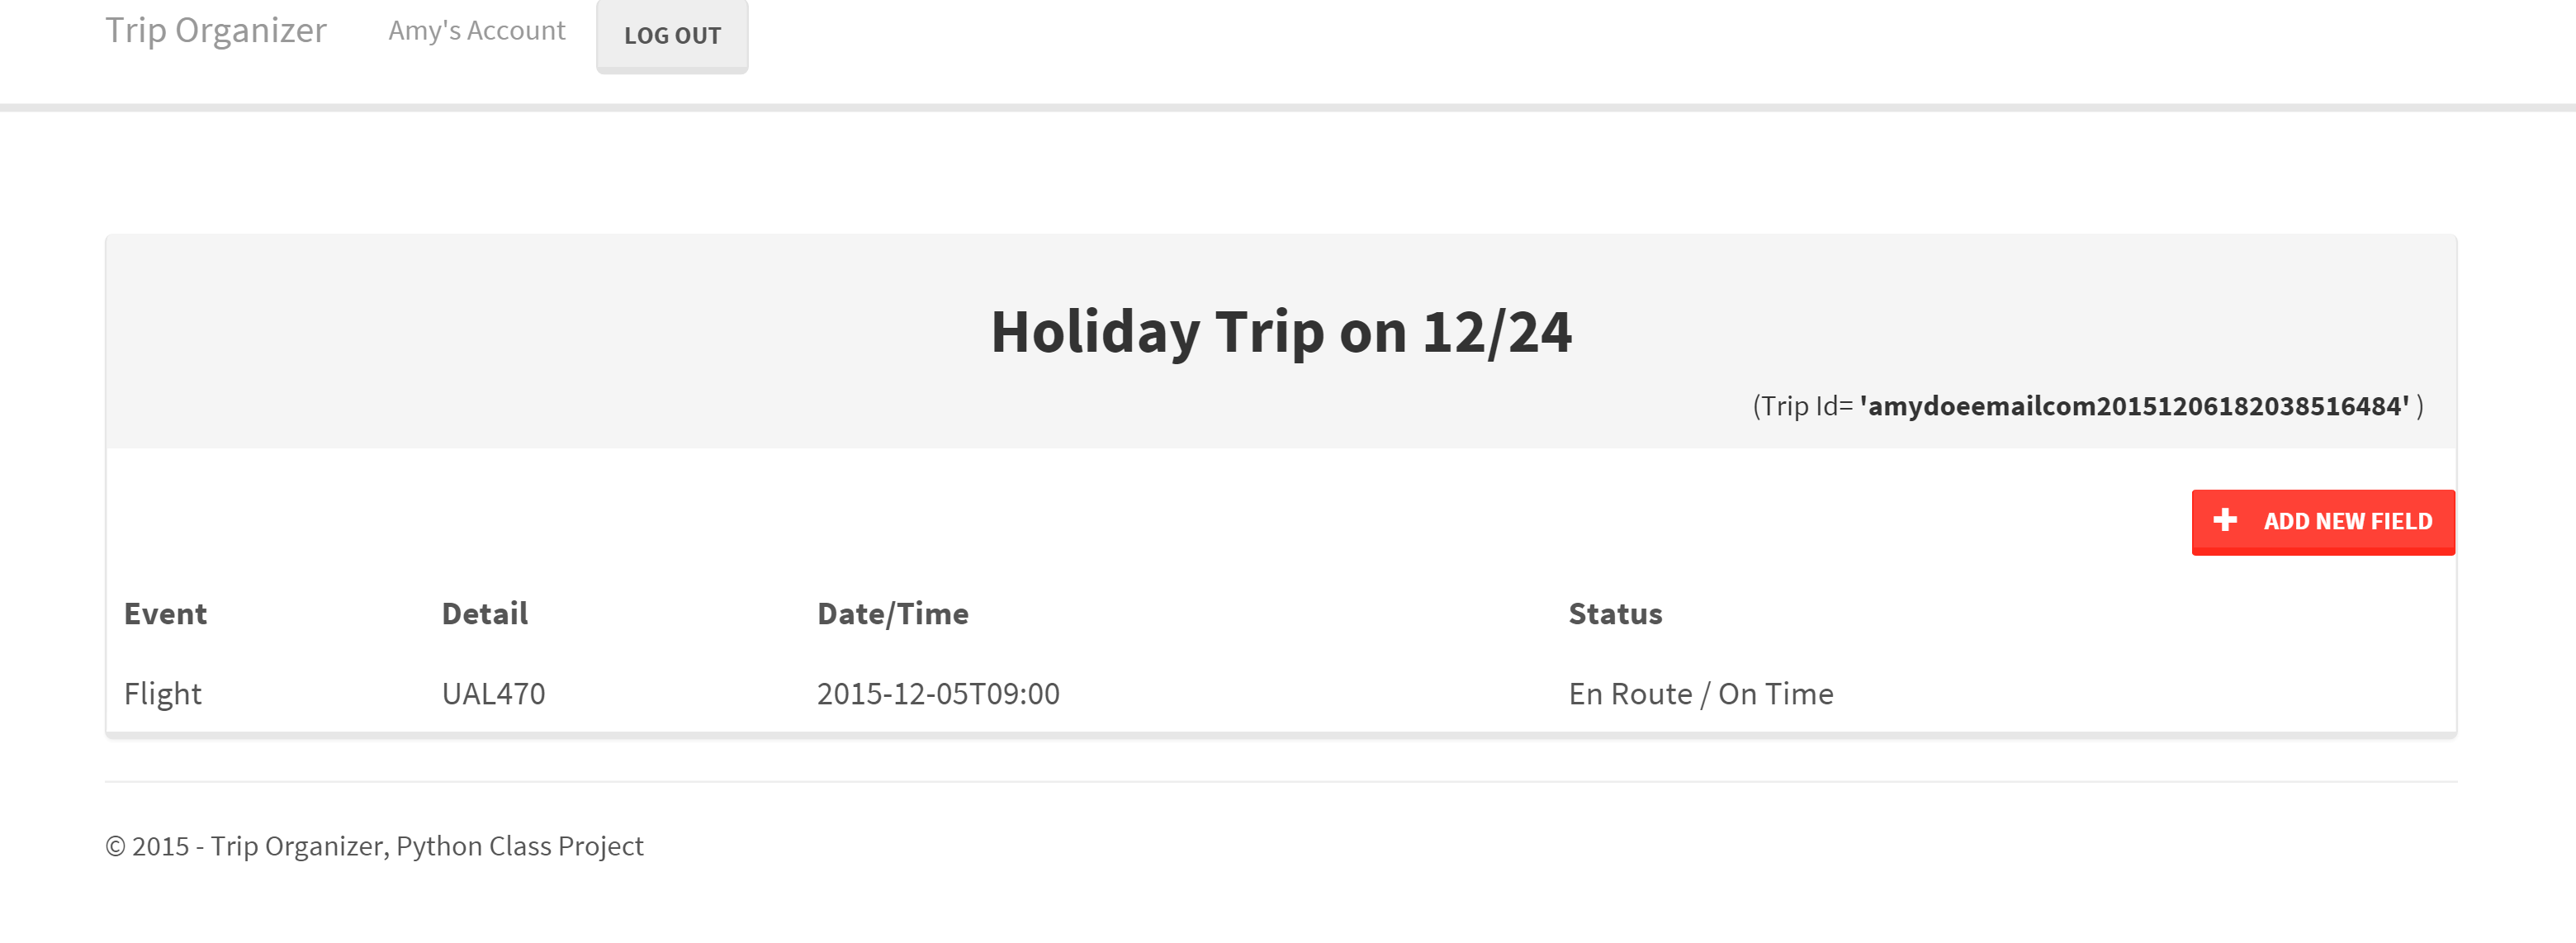 Trip Organizer Amy's Account LOG OUT
Holiday Trip on 12/24
(Trip Id= 'amydoeemailcom20151206182038516484' )
ADD NEW FIELD
Event Detail Date/Time Status
Flight UAL470 2015-12-05T09:00 En Route / On Time
© 2015 - Trip Organizer, Python Class Project